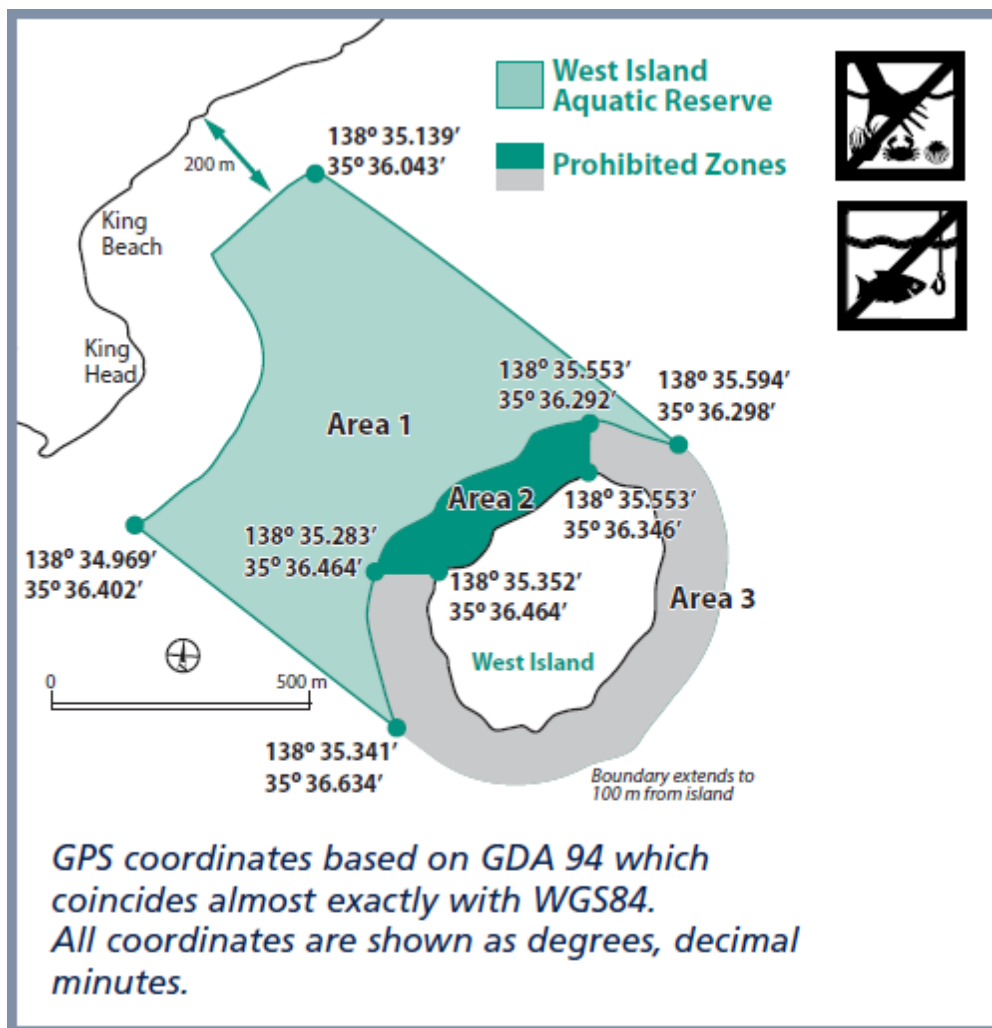 West Island
Aquatic Reserve
Prohibited Zones
138º 35.139′
35º 36.043′
200 m
King
Beach
King
Head
138º 35.553′
35º 36.292′
138º 35.594′
35º 36.298′
Area 1
Area 2
138º 35.553′
35º 36.346′
138º 34.969′
35º 36.402′
138º 35.283′
35º 36.464′
138º 35.352′
35º 36.464′
Area 3
West Island
0
500 m
138º 35.341′
35º 36.634′
Boundary extends to
100 m from island
GPS coordinates based on GDA 94 which
coincides almost exactly with WGS84.
All coordinates are shown as degrees, decimal
minutes.